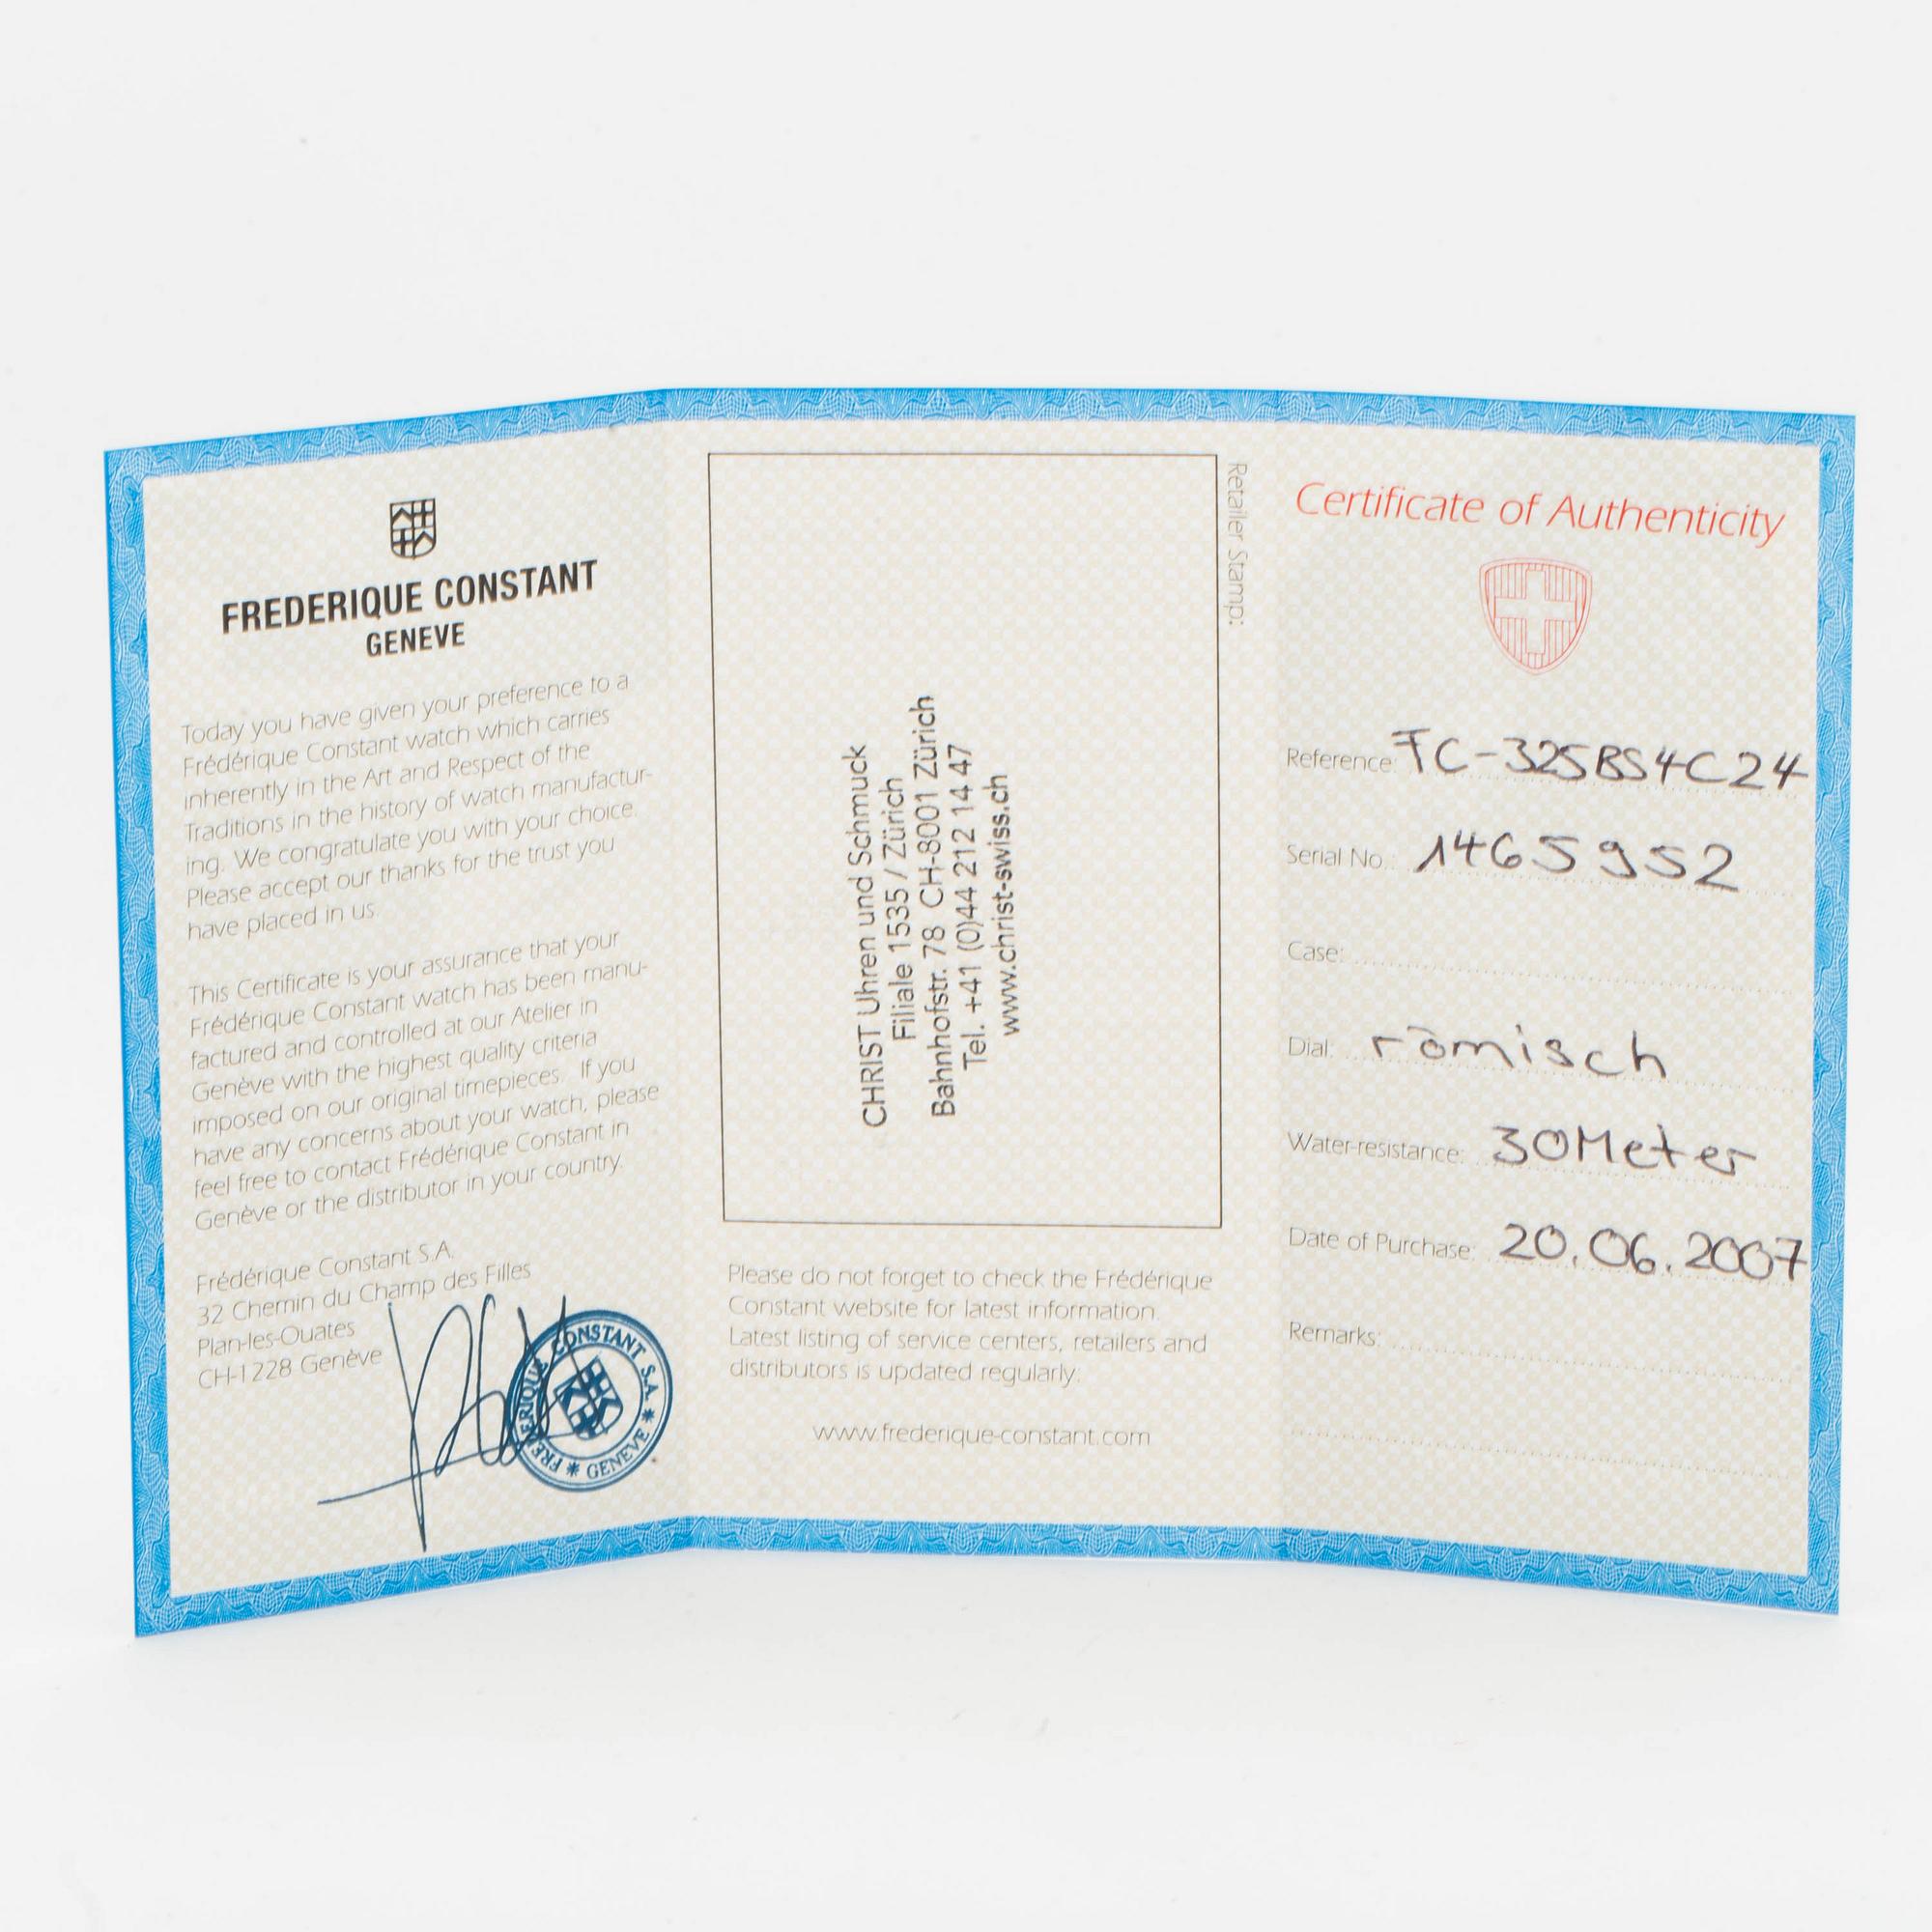 FREDERIQUE CONSTANT
GENEVE
Today you have given your preference to a
Frédérique Constant watch which carries
inherently in the Art and Respect of the
Traditions in the history of watch manufactur-
ing. We congratulate you with your choice.
Please accept our thanks for the trust you
have placed in us.
This Certificate is your assurance that your
Frédérique Constant watch has been manu-
factured and controlled at our Atelier in
Genève with the highest quality criteria
imposed on our original timepieces. If you
have any concerns about your watch, please
feel free to contact Frédérique Constant in
Genève or the distributor in your country.
Frédérique Constant S.A.
32 Chemin du Champ des Filles
Plan-les-Ouates
CH-1228 Genève
FREDERIQUE CONSTANT S.A. * GENEVE *
Retailer Stamp:
CHRIST Uhren und Schmuck
Filiale 1535 / Zürich
Bahnhofstr. 78 CH-8001 Zürich
Tel. +41 (0)44 212 14 47
www.christ-swiss.ch
Please do not forget to check the Frédérique
Constant website for latest information.
Latest listing of service centers, retailers and
distributors is updated regularly:
www.frederique-constant.com
Certificate of Authenticity
Reference: FC-325BS4C24
Serial No.: 1465952
Case:
Dial: römisch
Water-resistance: 30Meter
Date of Purchase: 20.06.2007
Remarks: